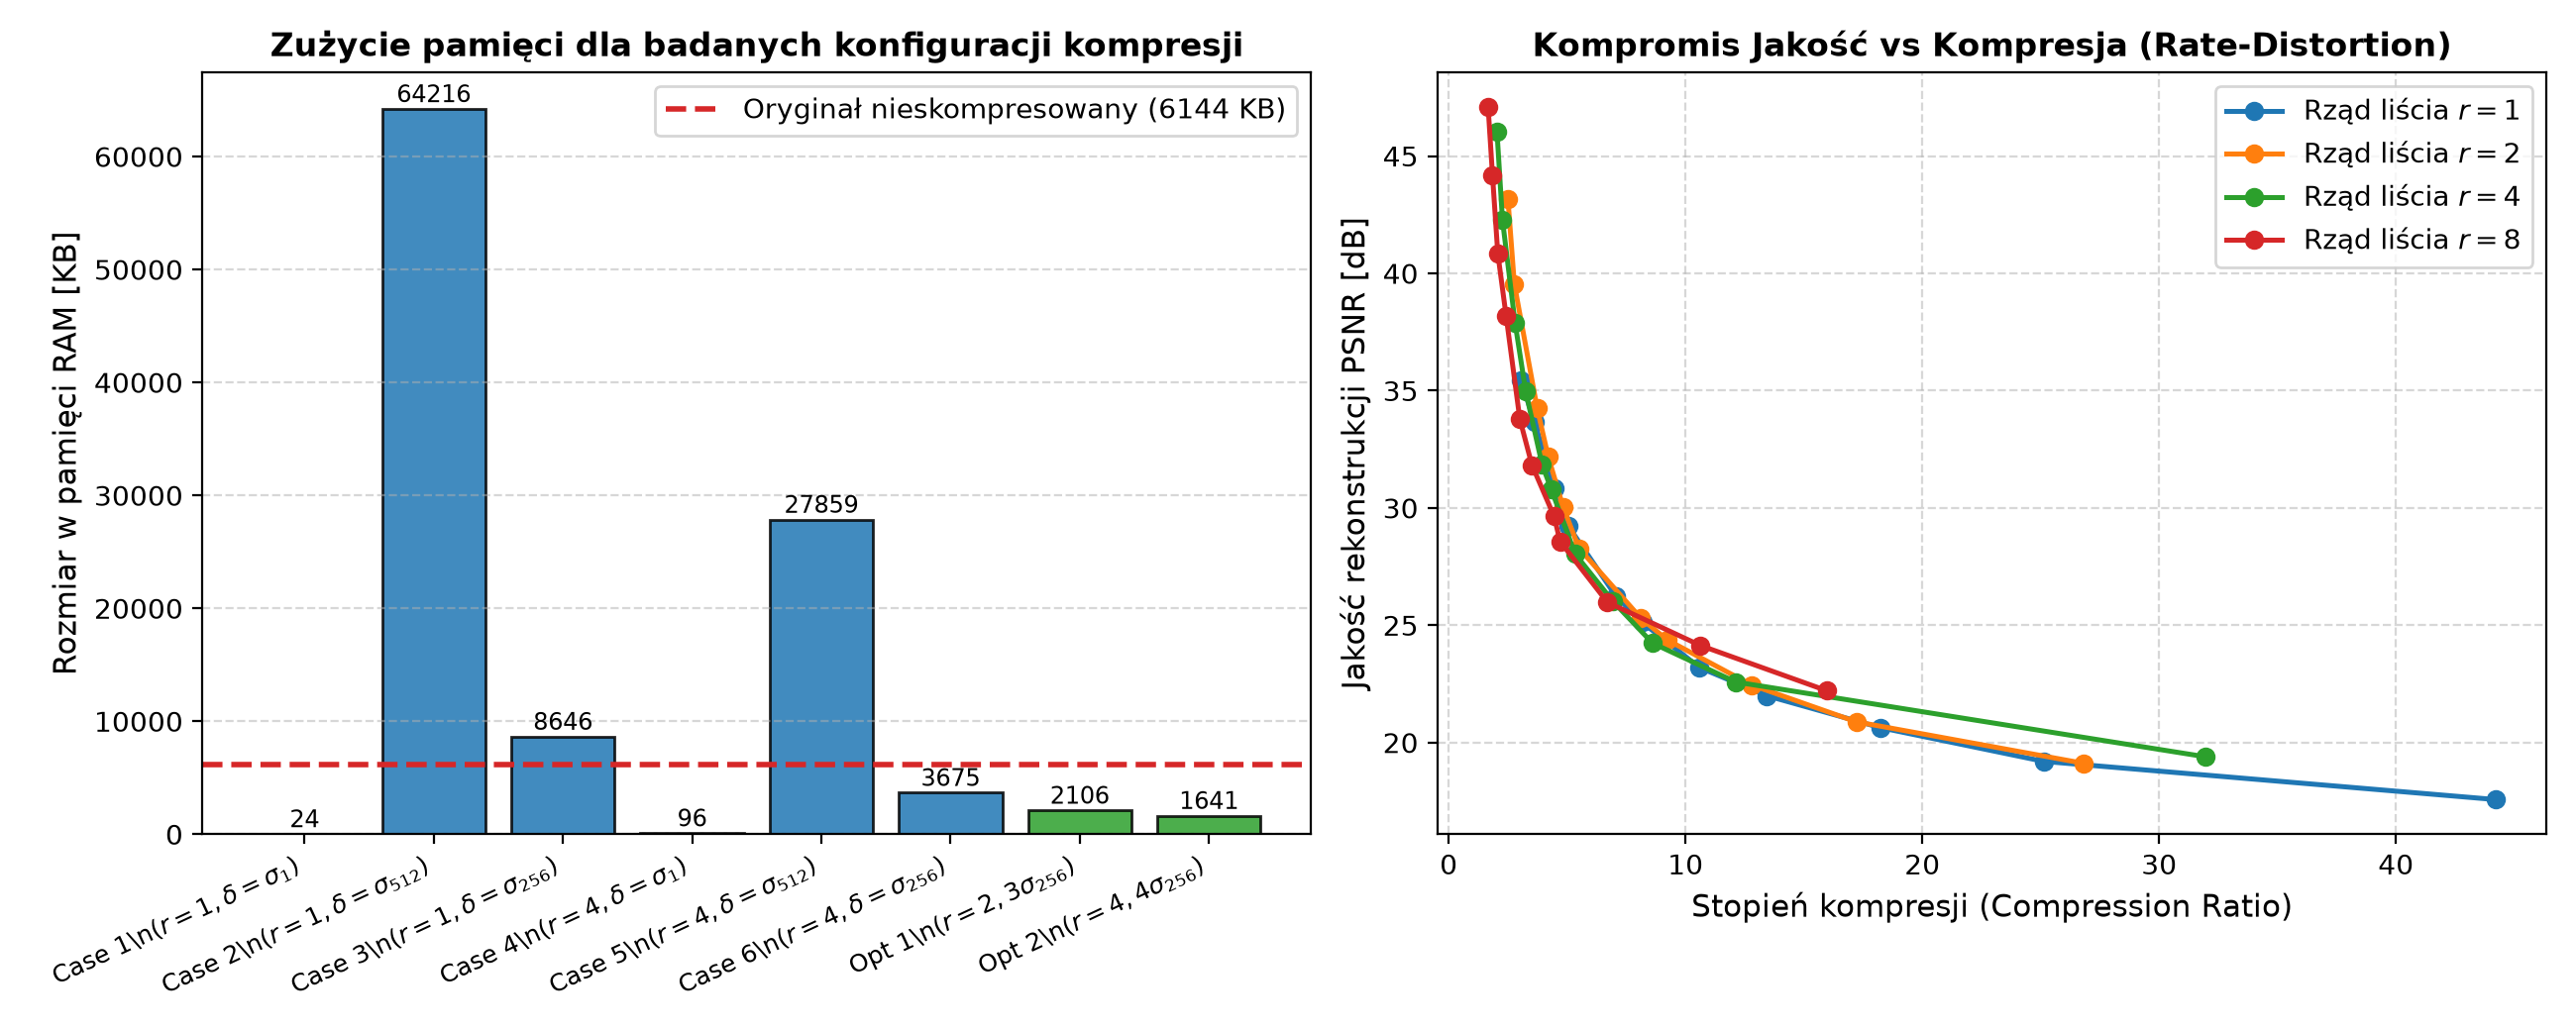 Zużycie pamięci dla badanych konfiguracji kompresji
Rozmiar w pamięci RAM [KB]
60000
50000
40000
30000
20000
10000
0
Oryginał nieskompresowany (6144 KB)
24
64216
8646
96
27859
3675
2106
1641
Case 1\n(r = 1, δ = σ₁)
Case 2\n(r = 1, δ = σ₅₁₂)
Case 3\n(r = 1, δ = σ₂₅₆)
Case 4\n(r = 4, δ = σ₁)
Case 5\n(r = 4, δ = σ₅₁₂)
Case 6\n(r = 4, δ = σ₂₅₆)
Opt 1\n(r = 2, 3σ₂₅₆)
Opt 2\n(r = 4, 4σ₂₅₆)
Kompromis Jakość vs Kompresja (Rate-Distortion)
Jakość rekonstrukcji PSNR [dB]
45
40
35
30
25
20
Rząd liścia r = 1
Rząd liścia r = 2
Rząd liścia r = 4
Rząd liścia r = 8
0
10
20
30
40
Stopień kompresji (Compression Ratio)